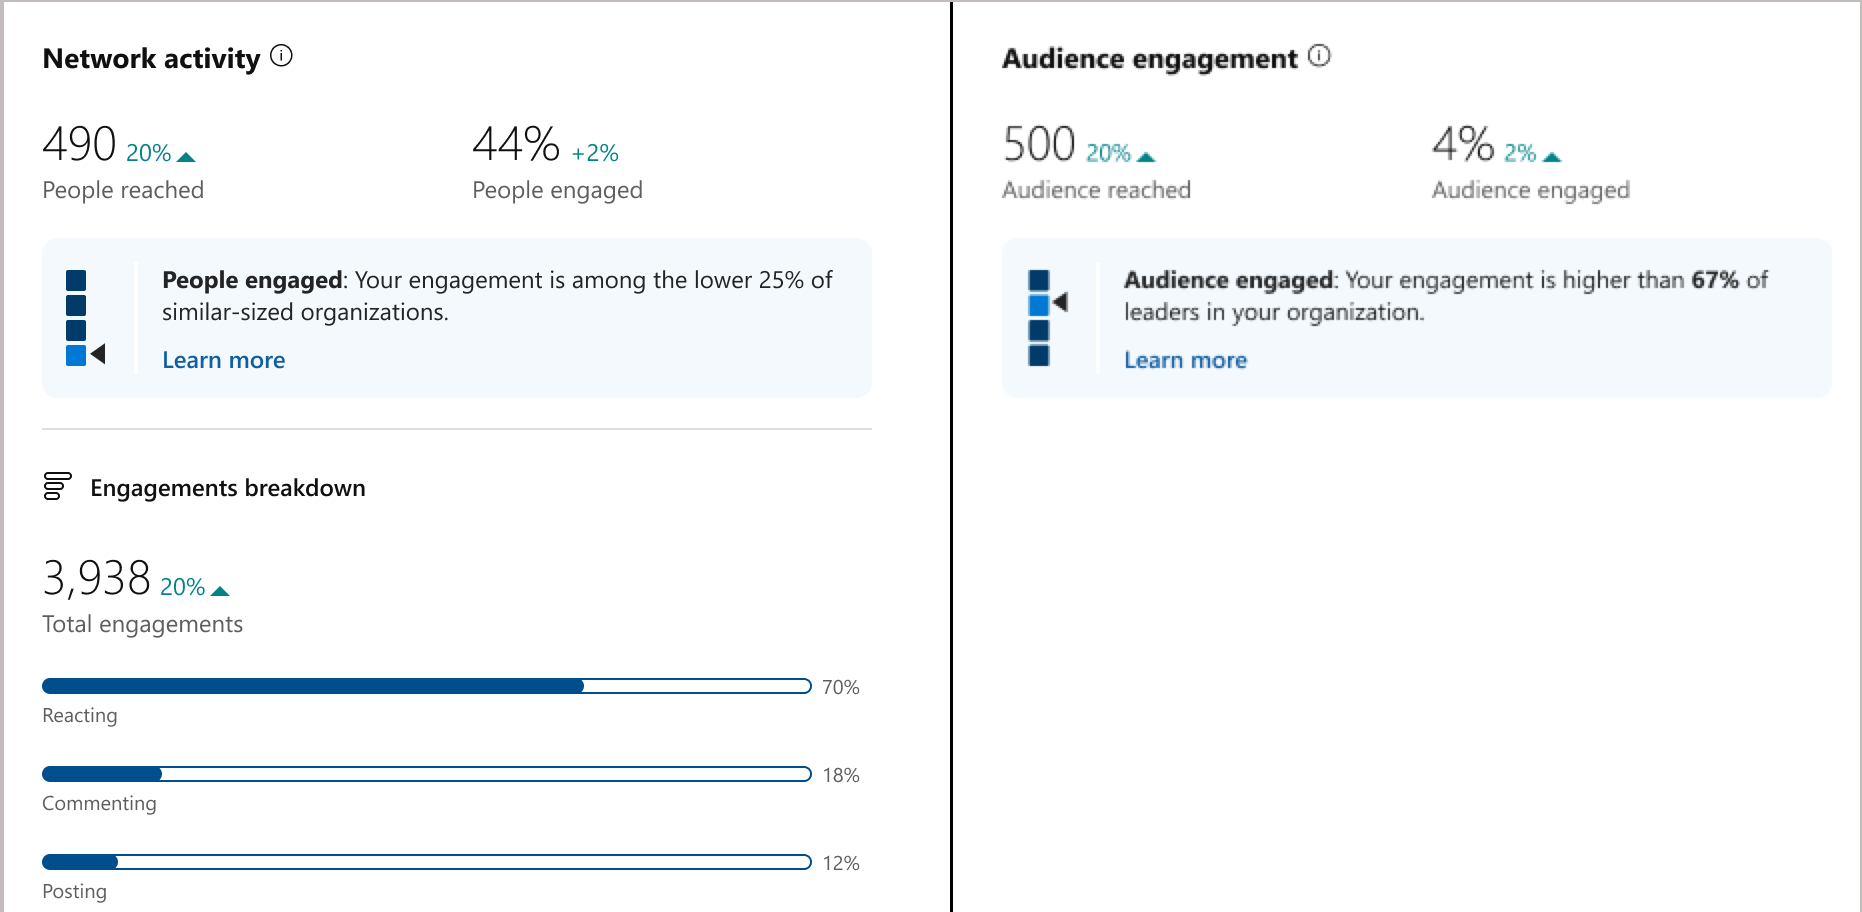 Network activity
490 20%
People reached
44% +2%
People engaged
People engaged: Your engagement is among the lower 25% of
similar-sized organizations.
Learn more
Engagements breakdown
3,938 20%
Total engagements
70%
Reacting
18%
Commenting
12%
Posting
Audience engagement
500 20%
Audience reached
4% 2%
Audience engaged
Audience engaged: Your engagement is higher than 67% of
leaders in your organization.
Learn more